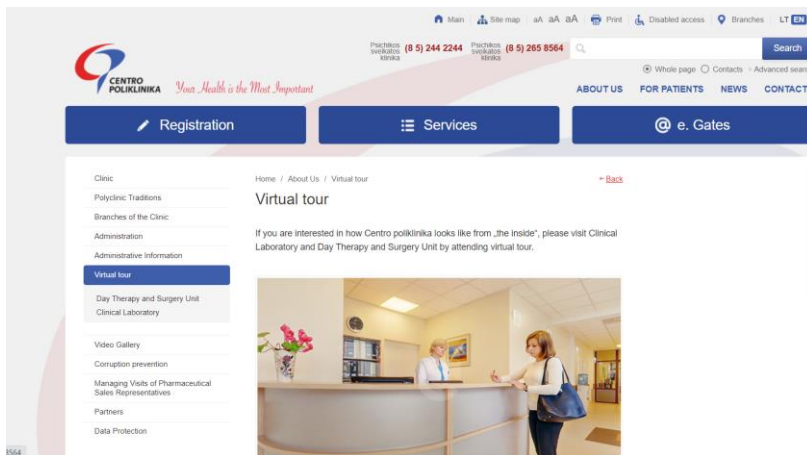 Main Site map aA aA aA Print Disabled access Branches LT EN
Psichikos sveikatos klinika (8 5) 244 2244 Psichikos sveikatos klinika (8 5) 265 8564 Search
Whole page Contacts Advanced sear
CENTRO POLIKLINIKA Your Health is the Most Important
ABOUT US FOR PATIENTS NEWS CONTACT
Registration Services @ e. Gates
Home / About Us / Virtual tour Back
Virtual tour
If you are interested in how Centro poliklinika looks like from „the inside“, please visit Clinical
Laboratory and Day Therapy and Surgery Unit by attending virtual tour.
Clinic
Polyclinic Traditions
Branches of the Clinic
Administration
Administrative Information
Virtual tour
Day Therapy and Surgery Unit
Clinical Laboratory
Video Gallery
Corruption prevention
Managing Visits of Pharmaceutical
Sales Representatives
Partners
Data Protection
8564